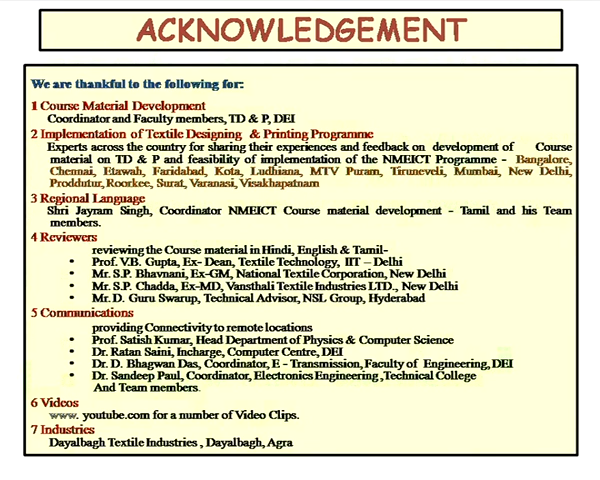 ACKNOWLEDGEMENT
We are thankful to the following for:
1 Course Material Development
Coordinator and Faculty members, TD & P, DEI
2 Implementation of Textile Designing & Printing Programme
Experts across the country for sharing their experiences and feedback on development of Course
material on TD & P and feasibility of implementation of the NMEICT Programme - Bangalore,
Chennai, Etawah, Faridabad, Kota, Ludhiana, MTV Puram, Tiruneveli, Mumbai, New Delhi,
Proddutur, Roorkee, Surat, Varanasi, Visakhapatnam
3 Regional Language
Shri Jayram Singh, Coordinator NMEICT Course material development - Tamil and his Team
members.
4 Reviewers
reviewing the Course material in Hindi, English & Tamil-
• Prof. V.B. Gupta, Ex- Dean, Textile Technology, IIT – Delhi
• Mr. S.P. Bhavnani, Ex-GM, National Textile Corporation, New Delhi
• Mr. S.P. Chadda, Ex-MD, Vansthali Textile Industries LTD., New Delhi
• Mr. D. Guru Swarup, Technical Advisor, NSL Group, Hyderabad
5 Communications
providing Connectivity to remote locations
• Prof. Satish Kumar, Head Department of Physics & Computer Science
• Dr. Ratan Saini, Incharge, Computer Centre, DEI
• Dr. D. Bhagwan Das, Coordinator, E - Transmission, Faculty of Engineering, DEI
• Dr. Sandeep Paul, Coordinator, Electronics Engineering ,Technical College
And Team members.
6 Videos
www. youtube.com for a number of Video Clips.
7 Industries
Dayalbagh Textile Industries , Dayalbagh, Agra